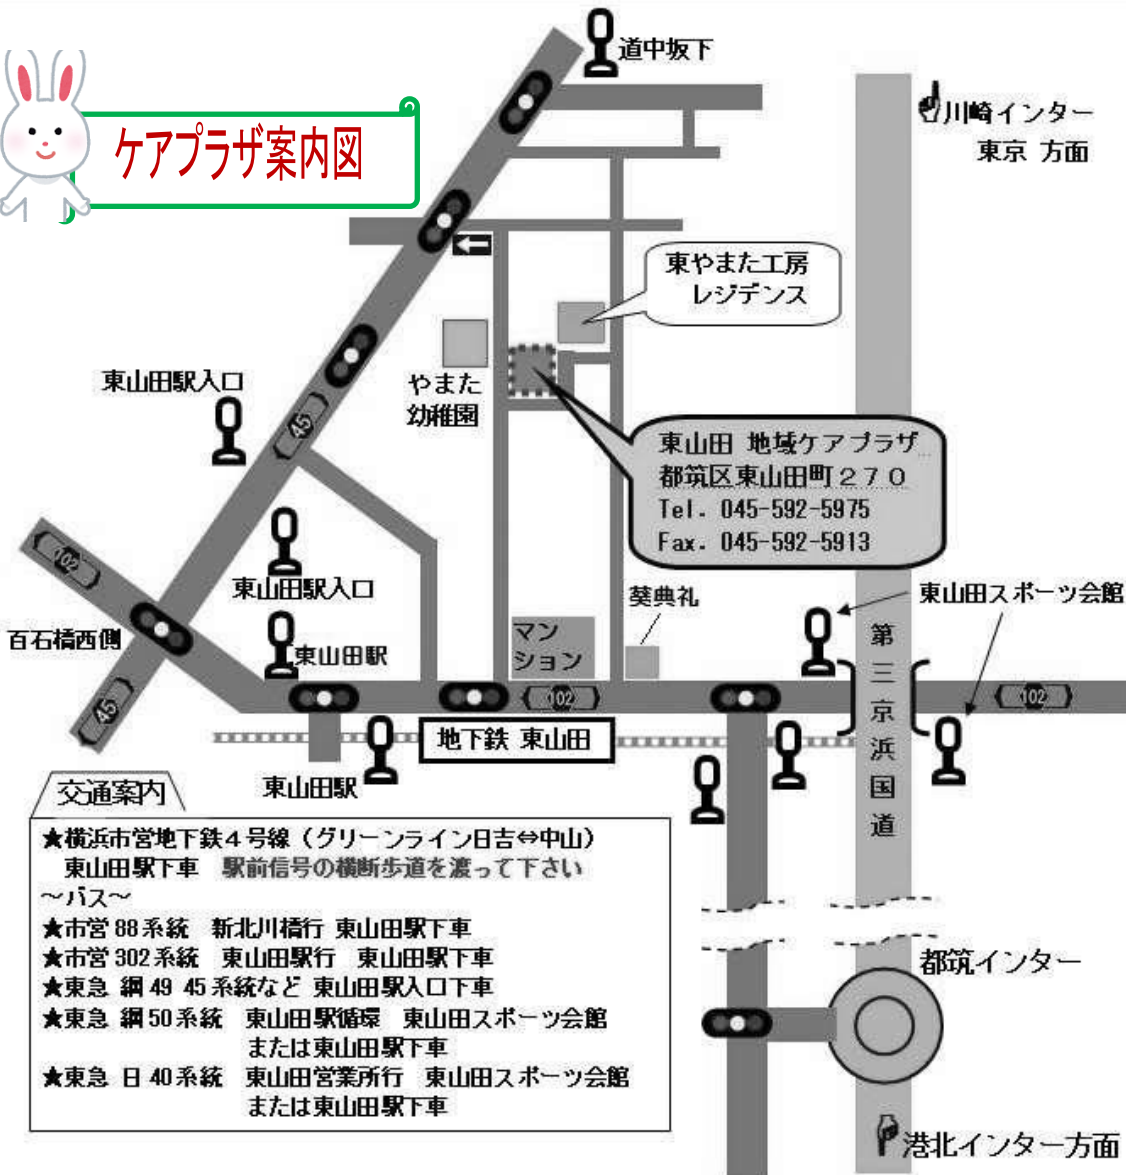 道中坂下
ケアプラザ案内図
川崎インター
東京 方面
東やまた工房
レジデンス
東山田駅入口
やまた
幼稚園
45
東山田 地域ケアプラザ
都筑区東山田町２７０
Tel. 045-592-5975
Fax. 045-592-5913
102
東山田駅入口
葵典礼
東山田スポーツ会館
百石橋西側
東山田駅
マン
ション
第三京浜国道
45
102
102
地下鉄 東山田
東山田駅
交通案内
★横浜市営地下鉄４号線（グリーンライン日吉⇔中山）
東山田駅下車 駅前信号の横断歩道を渡って下さい
～バス～
★市営 88 系統 新北川橋行 東山田駅下車
★市営 302 系統 東山田駅行 東山田駅下車
★東急 綱 49 45 系統など 東山田駅入口下車
★東急 綱 50 系統 東山田駅循環 東山田スポーツ会館
または東山田駅下車
★東急 日 40 系統 東山田営業所行 東山田スポーツ会館
または東山田駅下車
都筑インター
港北インター方面